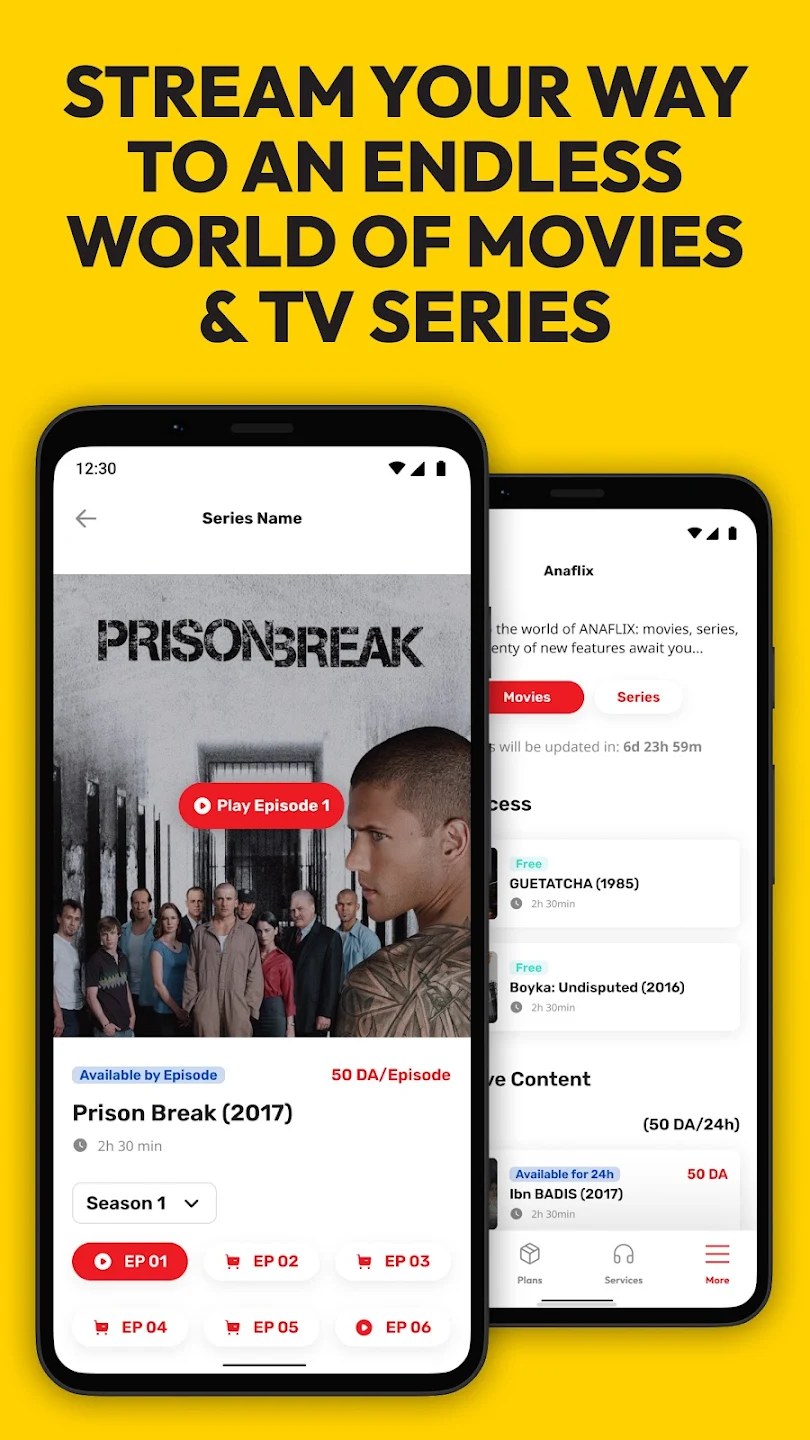 STREAM YOUR WAY
TO AN ENDLESS
WORLD OF MOVIES
& TV SERIES
12:30
Series Name
PRISON BREAK
Play Episode 1
Available by Episode
50 DA/Episode
Prison Break (2017)
2h 30 min
Season 1
EP 01
EP 02
EP 03
EP 04
EP 05
EP 06
Anaflix
the world of ANAFLIX: movies, series,
enty of new features await you...
Movies
Series
s will be updated in: 6d 23h 59m
cess
Free
GUETATCHA (1985)
2h 30min
Free
Boyka: Undisputed (2016)
2h 30min
ve Content
(50 DA/24h)
Available for 24h
50 DA
Ibn BADIS (2017)
2h 30min
Plans
Services
More